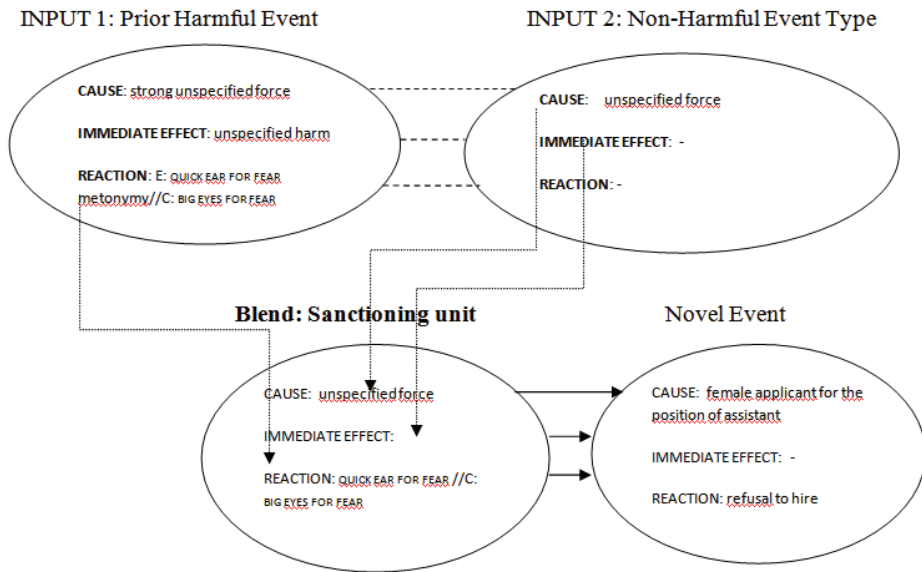 INPUT 1: Prior Harmful Event
INPUT 2: Non-Harmful Event Type
CAUSE: strong unspecified force
IMMEDIATE EFFECT: unspecified harm
REACTION: E: QUICK EAR FOR FEAR
metonymy//C: BIG EYES FOR FEAR
CAUSE: unspecified force
IMMEDIATE EFFECT: -
REACTION: -
Blend: Sanctioning unit
Novel Event
CAUSE: unspecified force
IMMEDIATE EFFECT:
REACTION: QUICK EAR FOR FEAR //C:
BIG EYES FOR FEAR
CAUSE: female applicant for the
position of assistant
IMMEDIATE EFFECT: -
REACTION: refusal to hire